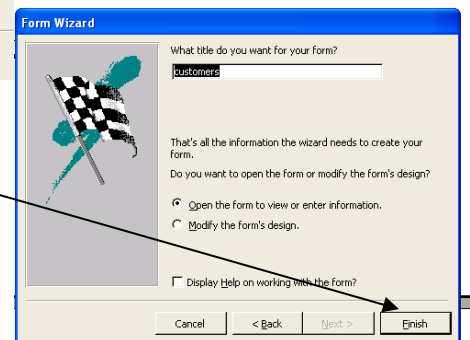 Form Wizard
What title do you want for your form?
customers
That's all the information the wizard needs to create your
form.
Do you want to open the form or modify the form's design?
Open the form to view or enter information.
Modify the form's design.
Display Help on working with the form?
Cancel
< Back
Next >
Finish